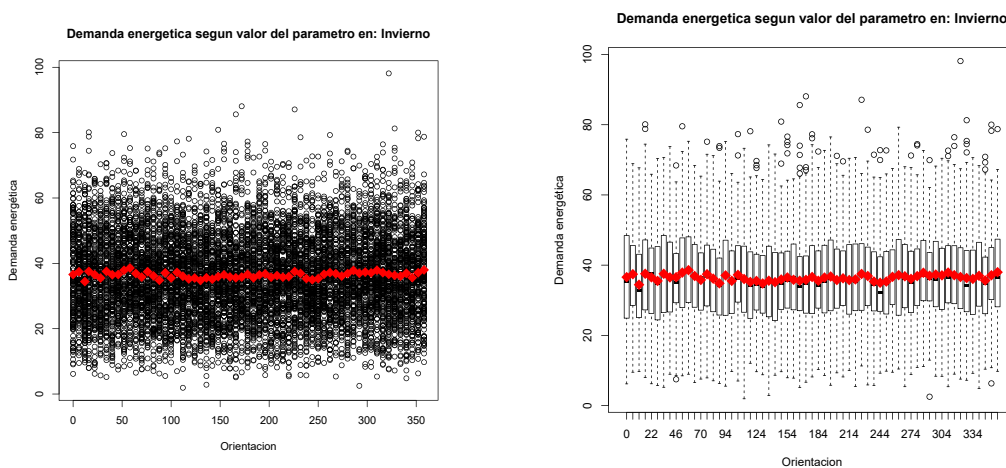 Demanda energetica segun valor del parametro en: Invierno
Demanda energética
100
80
60
40
20
0
0 50 100 150 200 250 300 350
Orientacion
Demanda energetica segun valor del parametro en: Invierno
Demanda energética
100
80
60
40
20
0
0 22 46 70 94 124 154 184 214 244 274 304 334
Orientacion